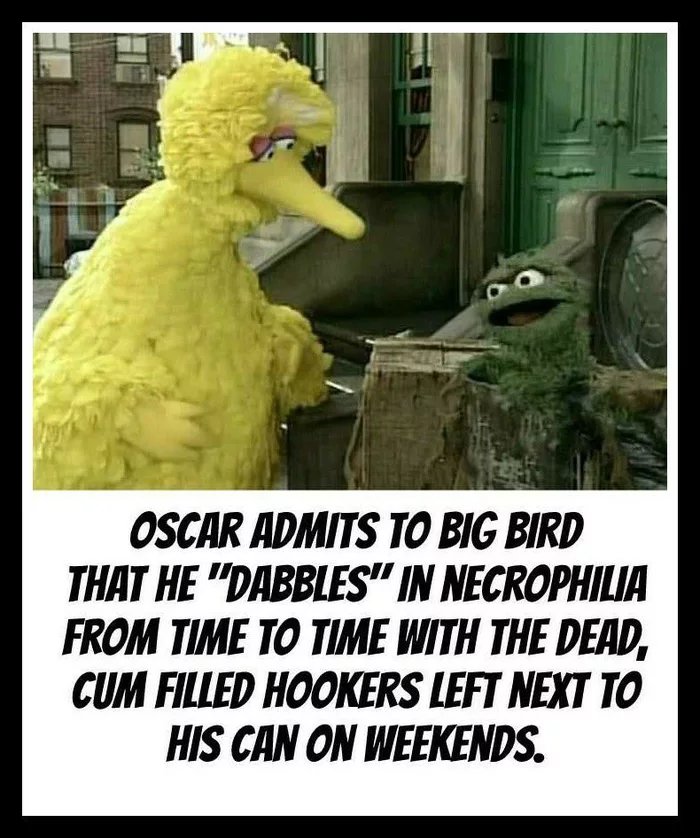 OSCAR ADMITS TO BIG BIRD
THAT HE "DABBLES" IN NECROPHILIA
FROM TIME TO TIME WITH THE DEAD,
CUM FILLED HOOKERS LEFT NEXT TO
HIS CAN ON WEEKENDS.